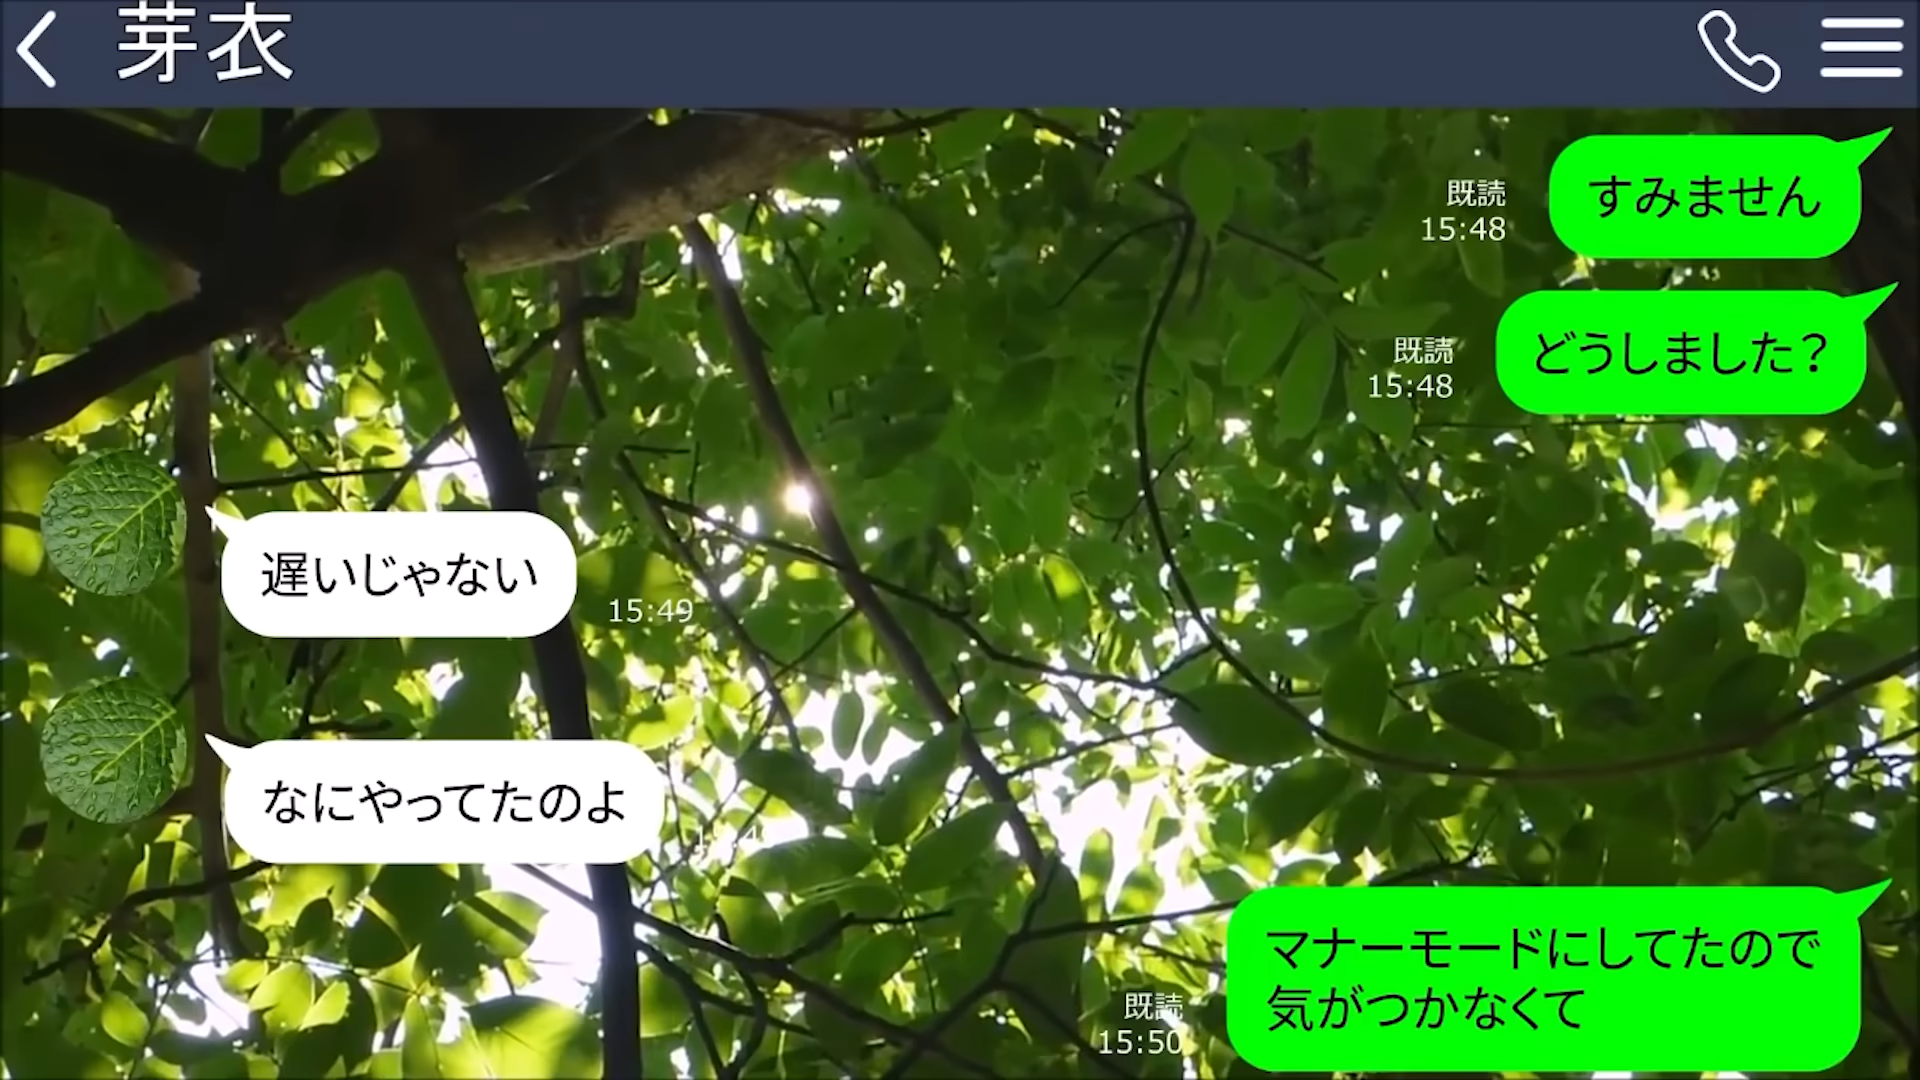 芽衣
すみません
既読
15:48
どうしました？
既読
15:48
遅いじゃない
15:49
なにやってたのよ
マナーモードにしてたので
気がつかなくて
既読
15:50